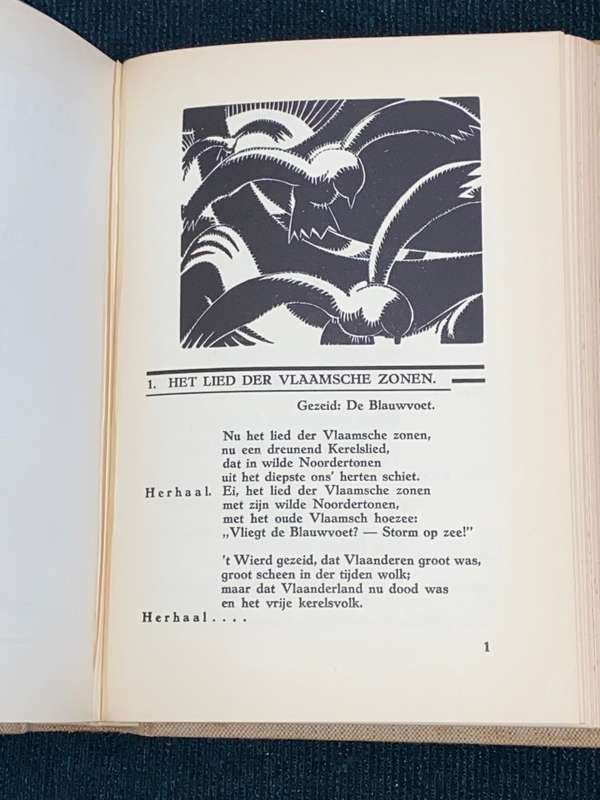 1. HET LIED DER VLAAMSCHE ZONEN.
Gezeid: De Blauwvoet.
Nu het lied der Vlaamsche zonen,
nu een dreunend Kerelslied,
dat in wilde Noordertonen
uit het diepste ons' herten schiet.
Herhaal. Ei, het lied der Vlaamsche zonen
met zijn wilde Noordertonen,
met het oude Vlaamsch hoezee:
„Vliegt de Blauwvoet? — Storm op zee!"
't Wierd gezeid, dat Vlaanderen groot was,
groot scheen in der tijden wolk;
maar dat Vlaanderland nu dood was
en het vrije kerelsvolk.
Herhaal....
1